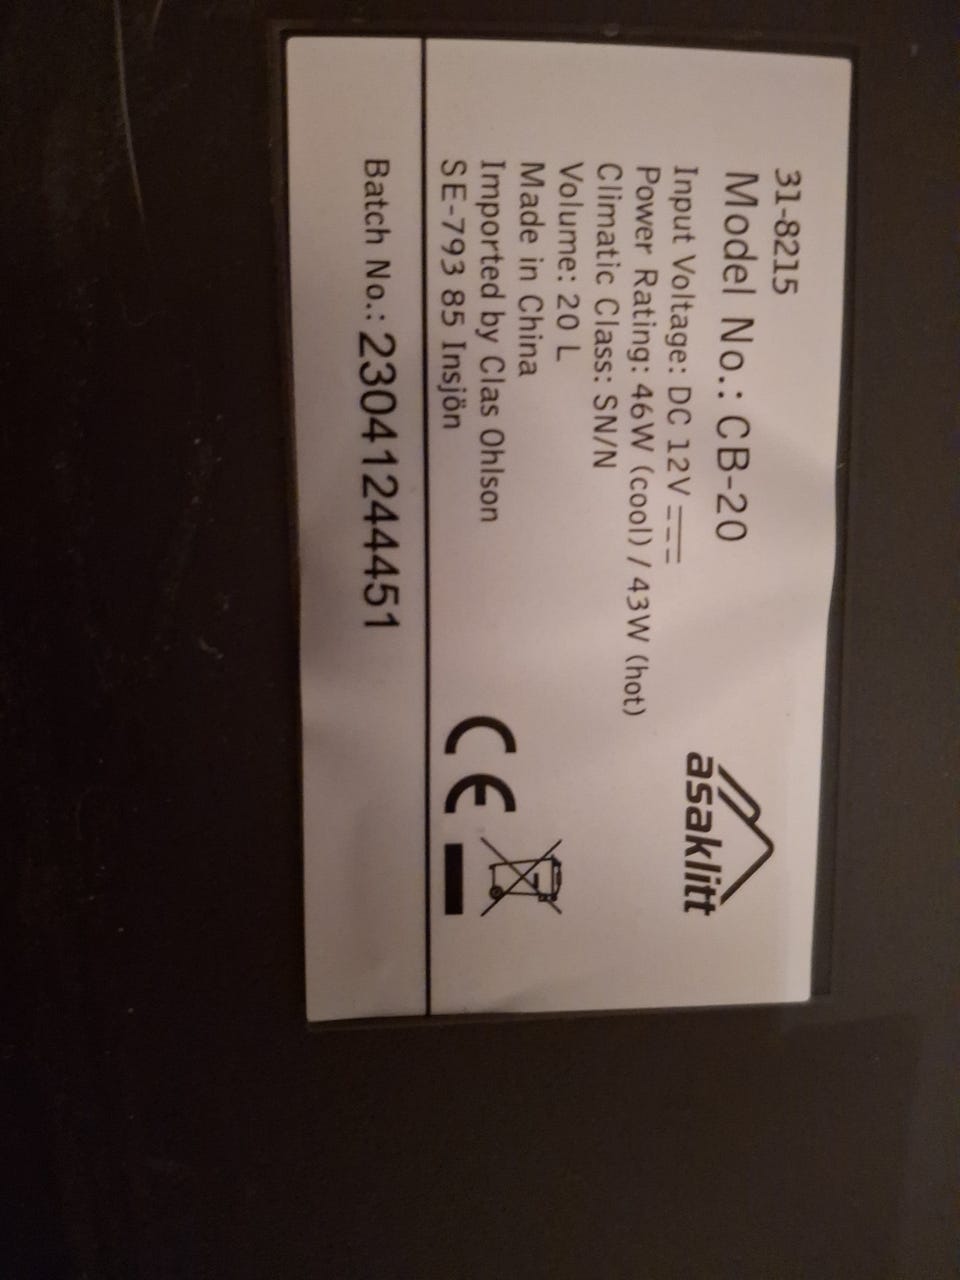 31-8215
Model No.: CB-20
Input Voltage: DC 12V
Power Rating: 46W (cool) / 43W (hot)
Climatic Class: SN/N
Volume: 20 L
Made in China
Imported by Clas Ohlson
SE-793 85 Insjön
asaklitt
CE
Batch No.: 2304124451